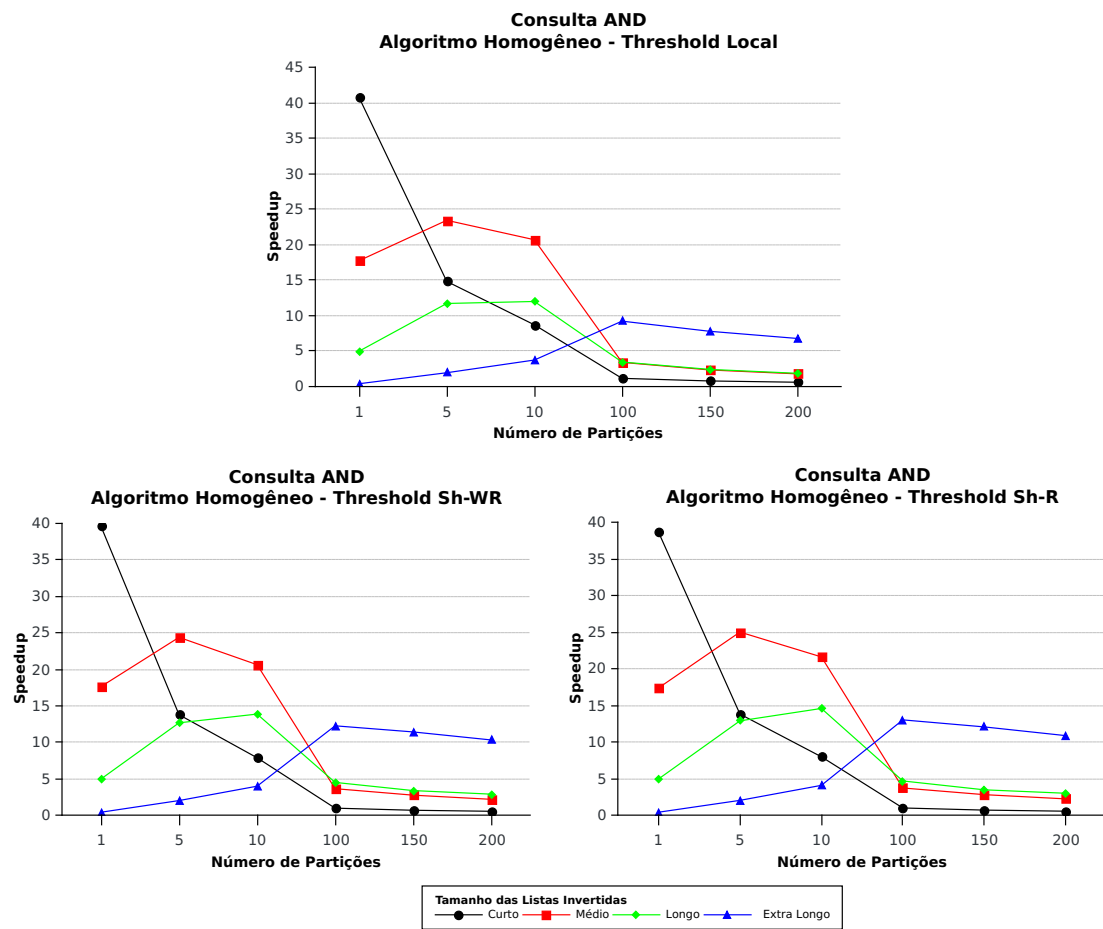 Consulta AND
Algoritmo Homogêneo - Threshold Local
45
40
35
30
25
20
15
10
5
0
Speedup
1 5 10 100 150 200
Número de Partições
Consulta AND
Algoritmo Homogêneo - Threshold Sh-WR
40
35
30
25
20
15
10
5
0
Speedup
1 5 10 100 150 200
Número de Partições
Consulta AND
Algoritmo Homogêneo - Threshold Sh-R
40
35
30
25
20
15
10
5
0
Speedup
1 5 10 100 150 200
Número de Partições
Tamanho das Listas Invertidas
Curto Médio Longo Extra Longo